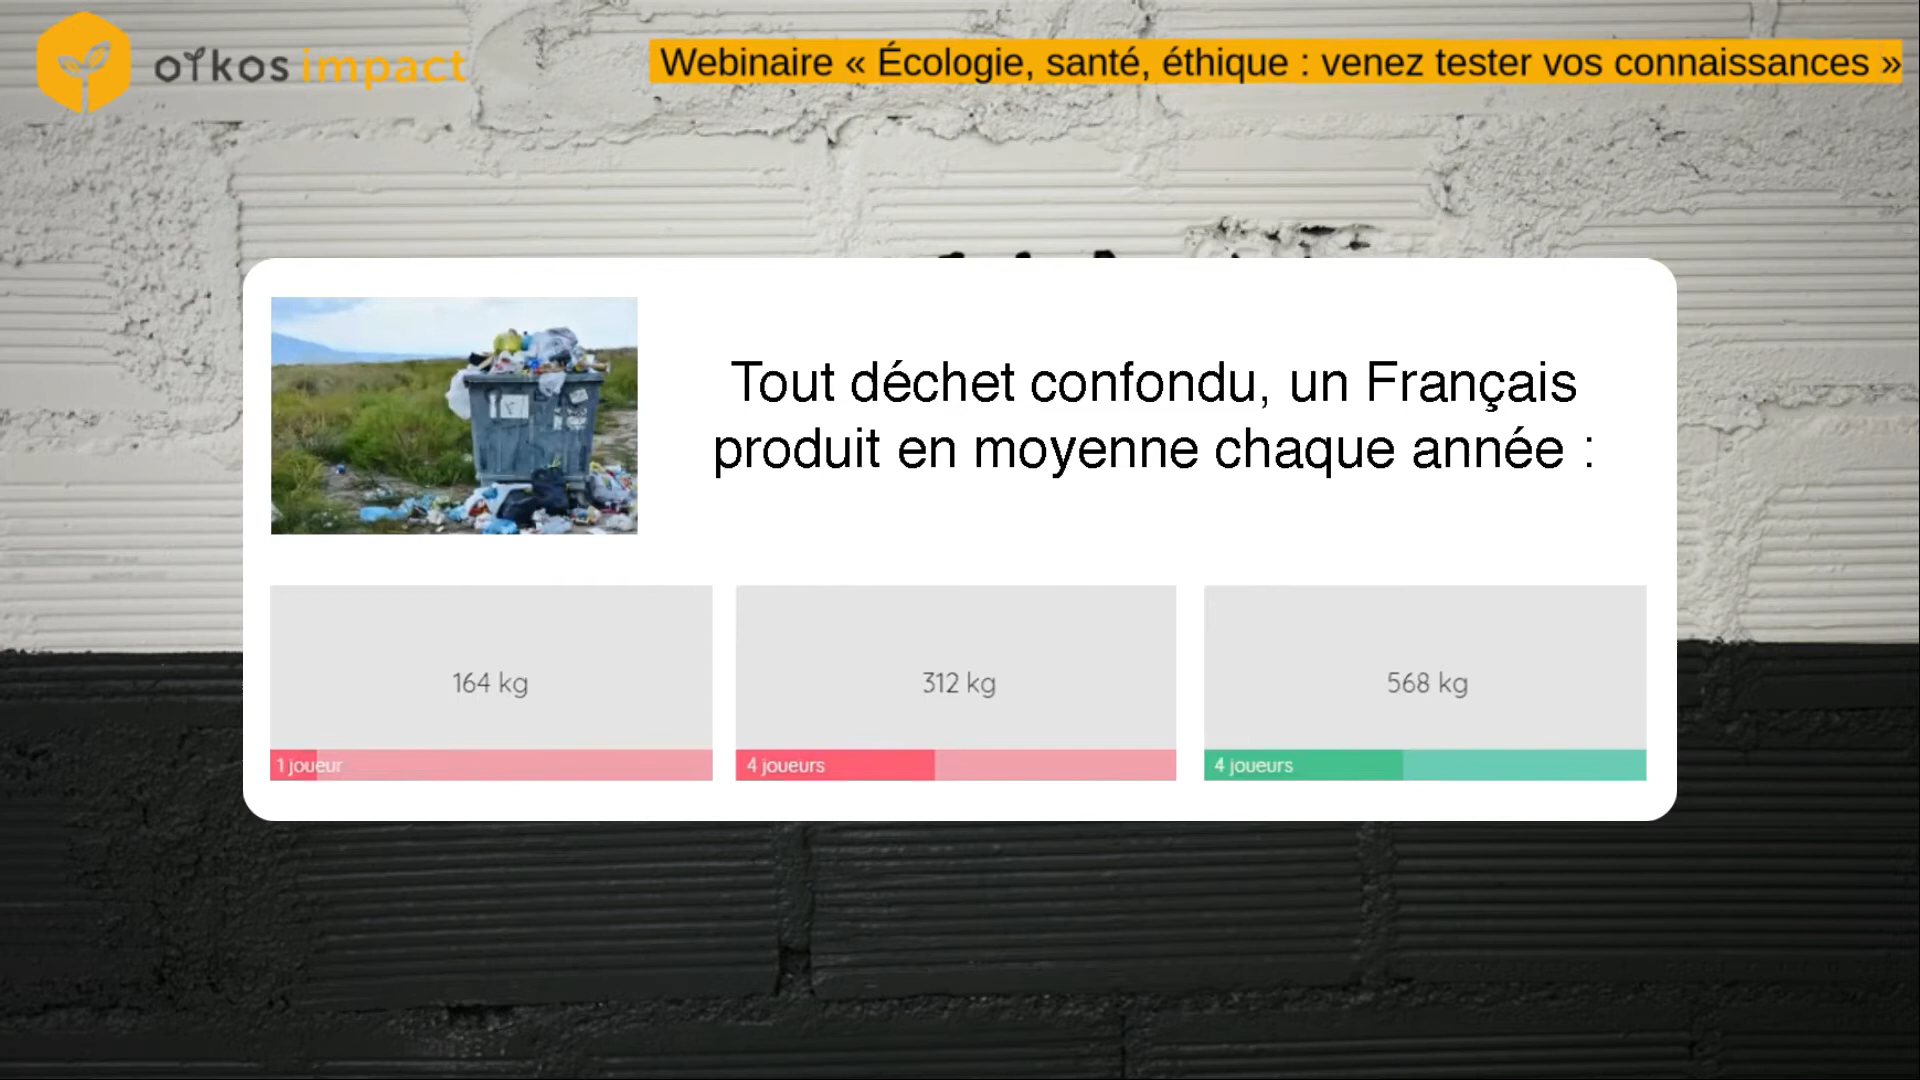 oikos impact
Webinaire « Écologie, santé, éthique : venez tester vos connaissances »
Tout déchet confondu, un Français
produit en moyenne chaque année :
164 kg
312 kg
568 kg
1 joueur
4 joueurs
4 joueurs